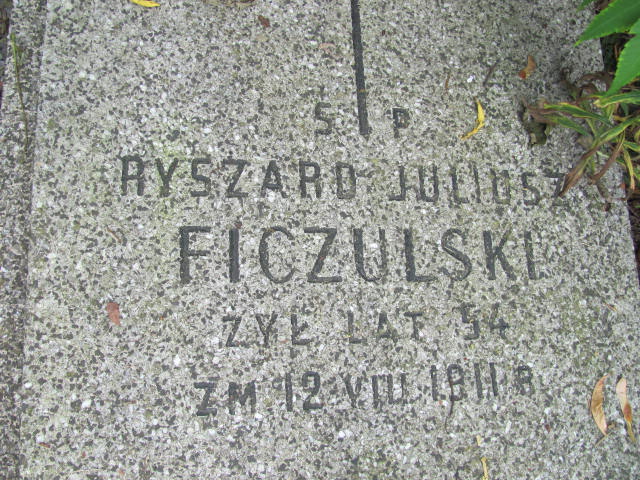 Ś P
RYSZARD JULIUSZ
FICZULSKI
ŻYŁ LAT 54
ZM 12 VIII 1911 R